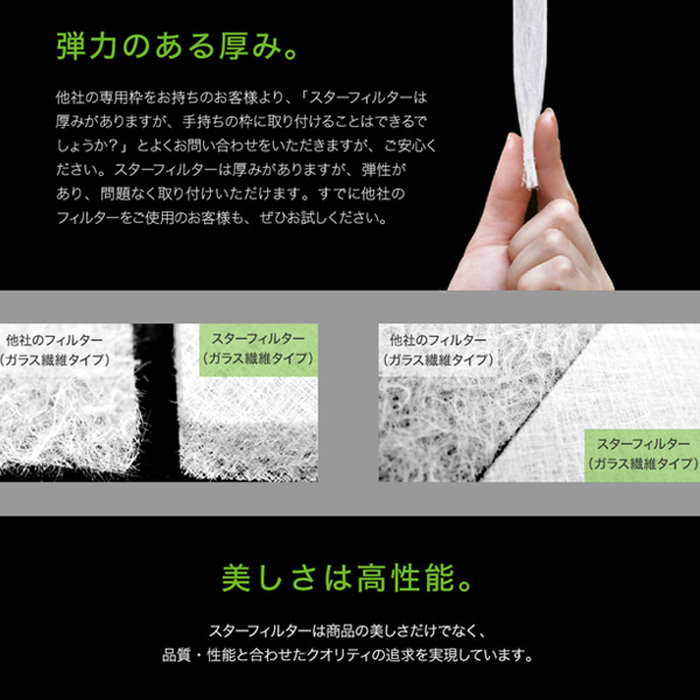 弾力のある厚み。
他社の専用枠をお持ちのお客様より、「スターフィルターは
厚みがありますが、手持ちの枠に取り付けることはできるで
しょうか？」とよくお問い合わせをいただきますが、ご安心く
ださい。スターフィルターは厚みがありますが、弾性が
あり、問題なく取り付けいただけます。すでに他社の
フィルターをご使用のお客様も、ぜひお試しください。
他社のフィルター
（ガラス繊維タイプ）
スターフィルター
（ガラス繊維タイプ）
他社のフィルター
（ガラス繊維タイプ）
スターフィルター
（ガラス繊維タイプ）
美しさは高性能。
スターフィルターは商品の美しさだけでなく、
品質・性能と合わせたクオリティの追求を実現しています。